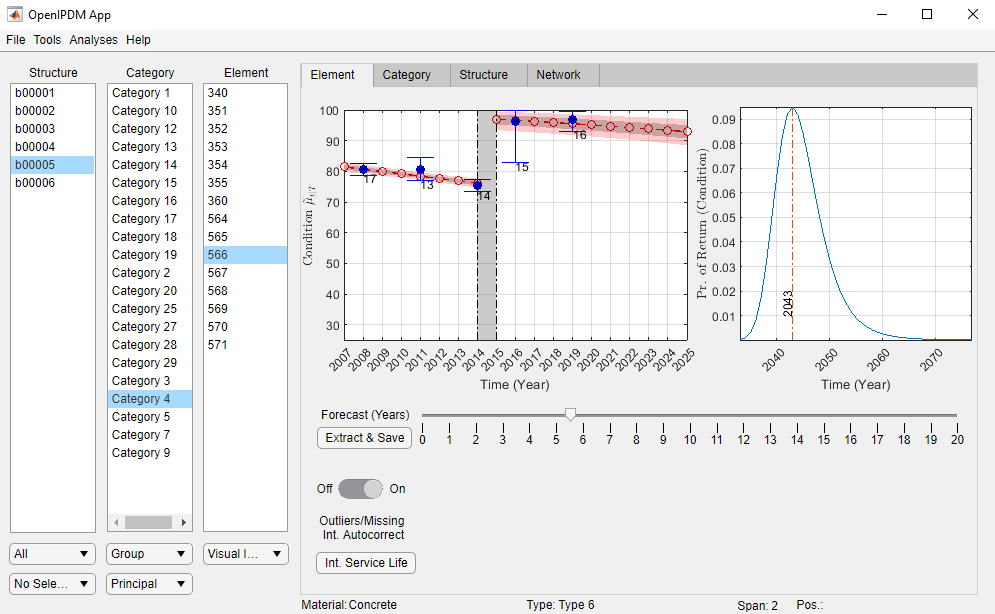 OpenIPDM App
File Tools Analyses Help
Structure
b00001
b00002
b00003
b00004
b00005
b00006
All
No Sele...
Category
Category 1
Category 10
Category 12
Category 13
Category 14
Category 15
Category 16
Category 17
Category 18
Category 19
Category 2
Category 20
Category 25
Category 27
Category 28
Category 29
Category 3
Category 4
Category 5
Category 7
Category 9
Group
Principal
Element
340
351
352
353
354
355
360
564
565
566
567
568
569
570
571
Visual I...
Element Category Structure Network
Condition
100
90
80
70
60
50
40
30
17
13
14
15
16
2007 2008 2009 2010 2011 2012 2013 2014 2015 2016 2017 2018 2019 2020 2021 2022 2023 2024 2025
Time (Year)
Pr. of Return (Condition)
0.09
0.08
0.07
0.06
0.05
0.04
0.03
0.02
0.01
2043
2040 2050 2060 2070
Time (Year)
Forecast (Years)
Extract & Save
0 1 2 3 4 5 6 7 8 9 10 11 12 13 14 15 16 17 18 19 20
Off On
Outliers/Missing
Int. Autocorrect
Int. Service Life
Material: Concrete Type: Type 6 Span: 2 Pos.: